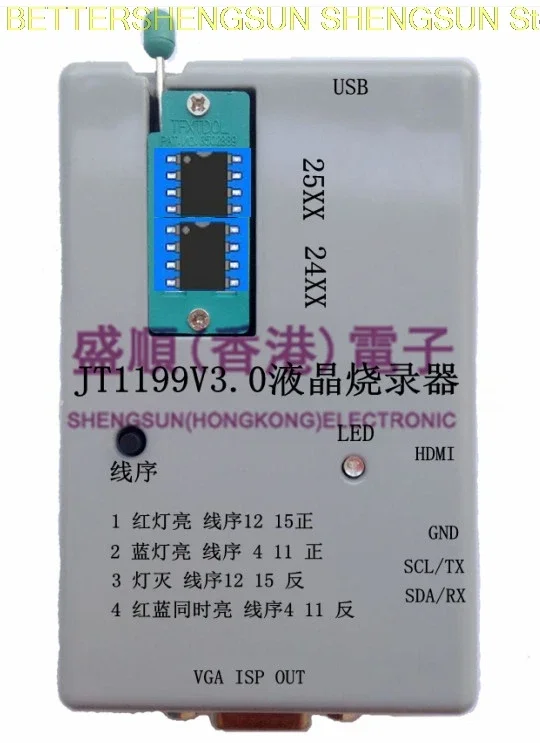 BETTERSHENGSUN SHENGSUN St
USB
TFXTOOL
25XX 24XX
盛順(香港)電子
JT1199V3.0液晶烧录器
SHENGSUN(HONGKONG)ELECTRONIC
LED
HDMI
线序
1 红灯亮 线序12 15正
2 蓝灯亮 线序 4 11 正
3 灯灭 线序12 15 反
4 红蓝同时亮 线序4 11 反
GND
SCL/TX
SDA/RX
VGA ISP OUT